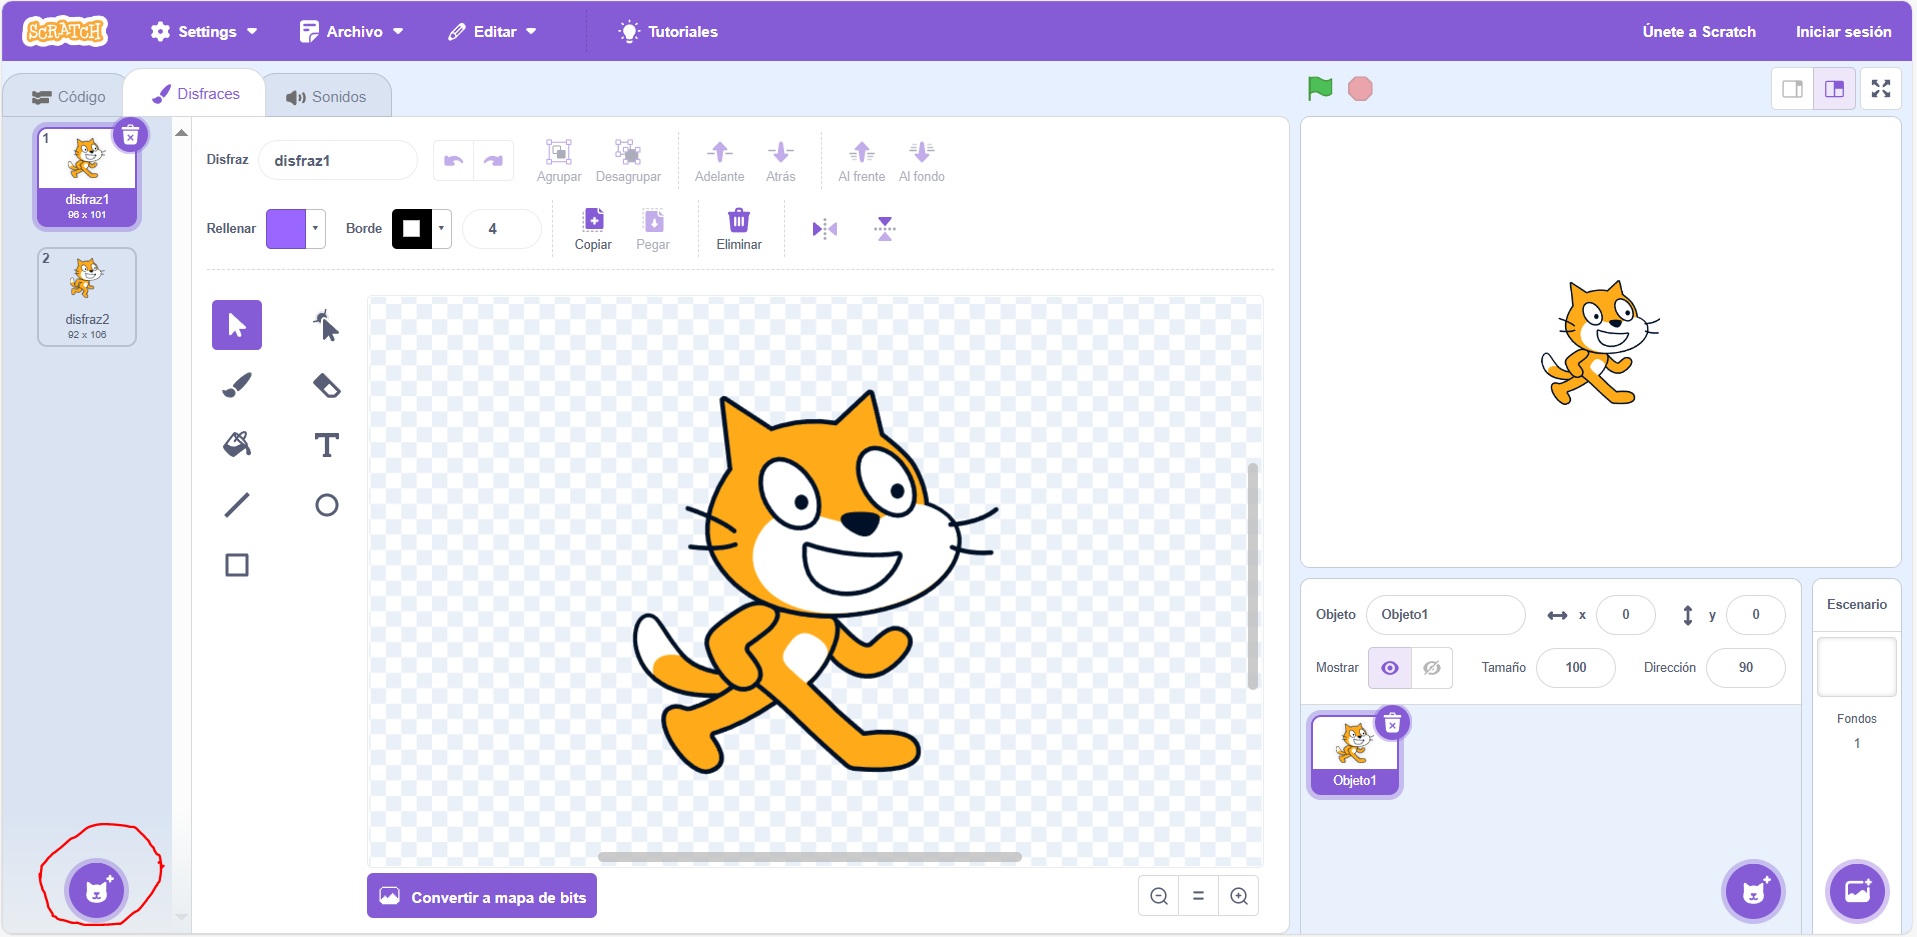 SCRATCH
Settings
Archivo
Editar
Tutoriales
Únete a Scratch
Iniciar sesión
Código
Disfraces
Sonidos
1
disfraz1
96 x 101
2
disfraz2
92 x 106
Disfraz
disfraz1
Agrupar
Desagrupar
Adelante
Atrás
Al frente
Al fondo
Rellenar
Borde
4
Copiar
Pegar
Eliminar
T
Convertir a mapa de bits
=
Objeto
Objeto1
x
0
y
0
Mostrar
Tamaño
100
Dirección
90
Objeto1
Escenario
Fondos
1